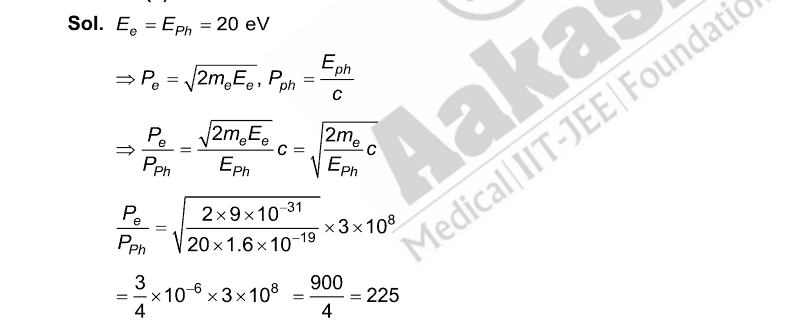 Sol. E_e = E_Ph = 20 eV
⇒ P_e = √(2m_eE_e), P_ph = E_ph/c
⇒ P_e/P_Ph = (√(2m_eE_e)/E_Ph) c = √((2m_e/E_Ph) c)
P_e/P_Ph = √((2×9×10^−31)/(20×1.6×10^−19)) ×3×10^8
= 3/4 ×10^−6 ×3×10^8 = 900/4 = 225
Aakas
Medical|IIT-JEE|Foundation